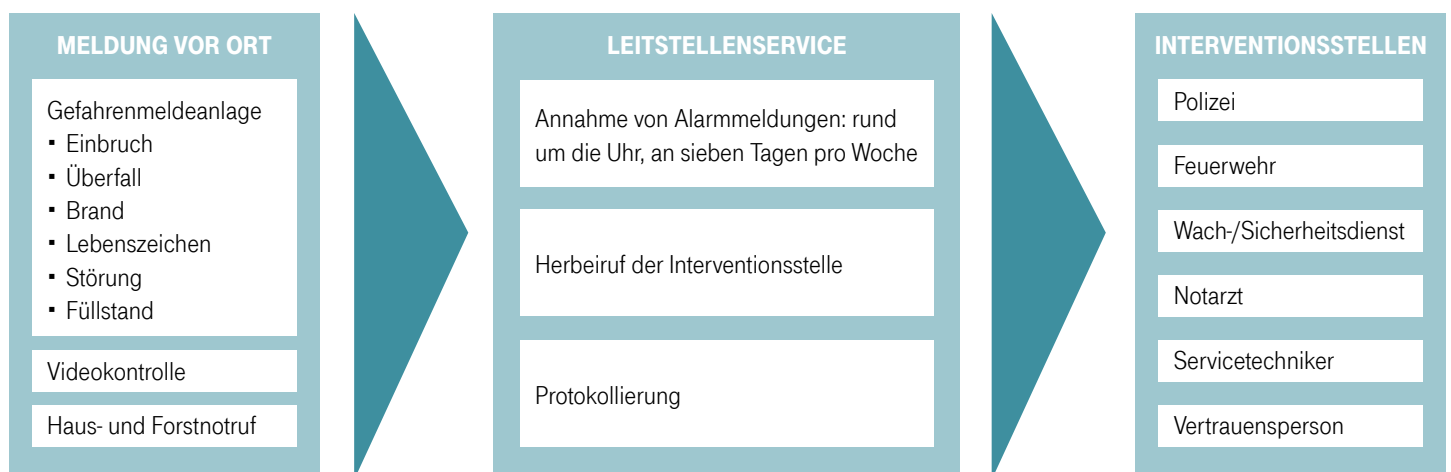 MELDUNG VOR ORT
Gefahrenmeldeanlage
▪ Einbruch
▪ Überfall
▪ Brand
▪ Lebenszeichen
▪ Störung
▪ Füllstand
Videokontrolle
Haus- und Forstnotruf
LEITSTELLENSERVICE
Annahme von Alarmmeldungen: rund
um die Uhr, an sieben Tagen pro Woche
Herbeiruf der Interventionsstelle
Protokollierung
INTERVENTIONSSTELLEN
Polizei
Feuerwehr
Wach-/Sicherheitsdienst
Notarzt
Servicetechniker
Vertrauensperson